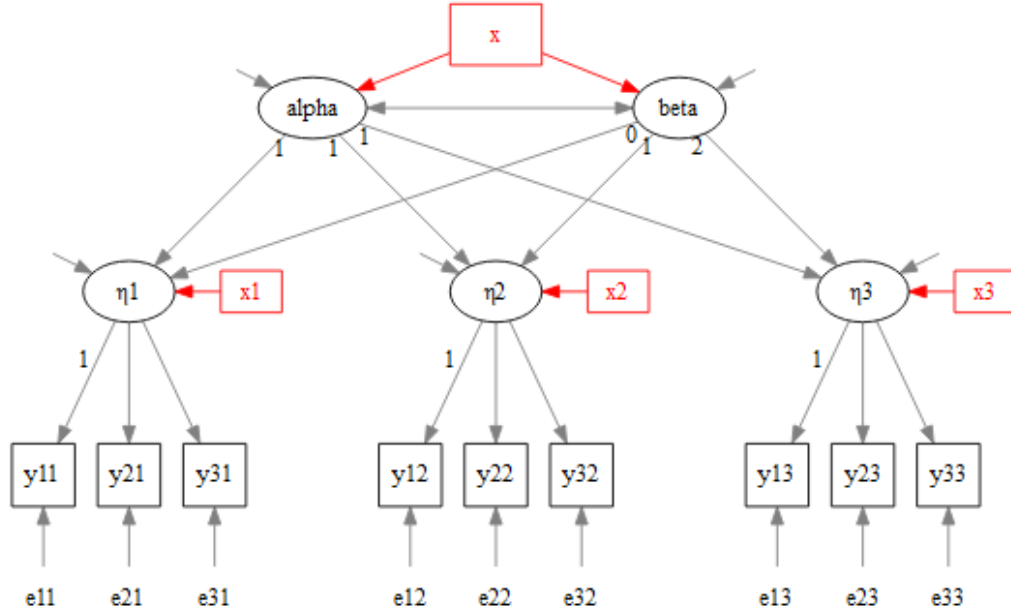 x
alpha
beta
1
1
1
0
1
2
η1
x1
η2
x2
η3
x3
1
1
1
y11
y21
y31
y12
y22
y32
y13
y23
y33
e11
e21
e31
e12
e22
e32
e13
e23
e33